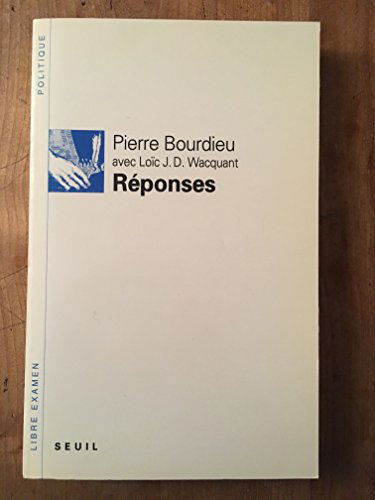 POLITIQUE
Pierre Bourdieu
avec Loïc J. D. Wacquant
Réponses
LIBRE EXAMEN
SEUIL